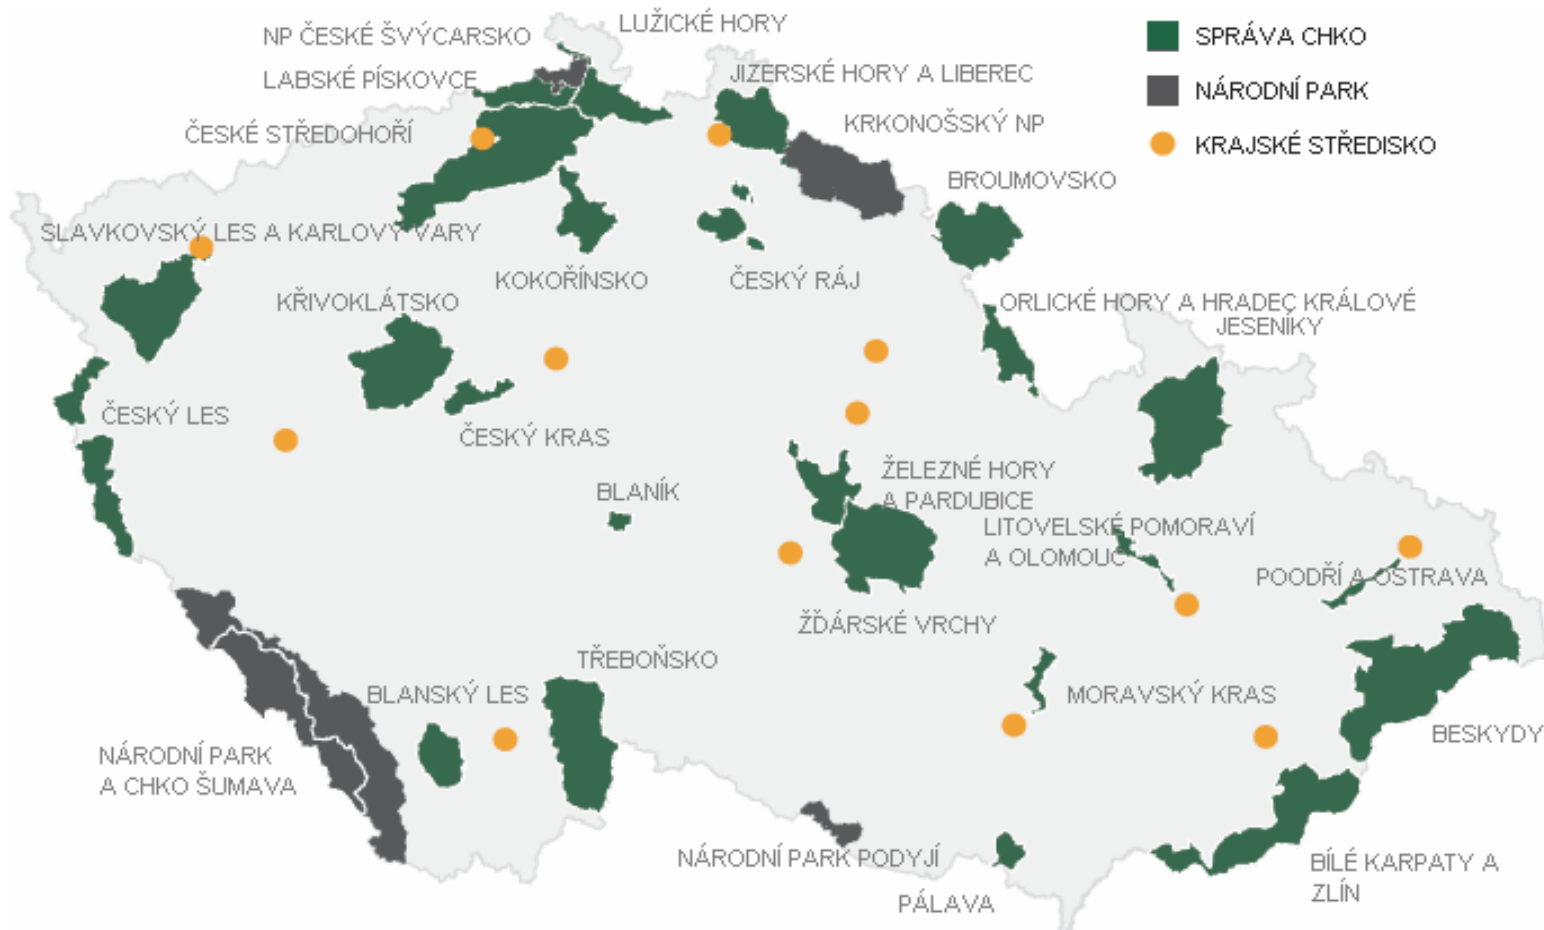 LUŽICKÉ HORY
NP ČESKÉ ŠVÝCARSKO
SPRÁVA CHKO
LABSKÉ PÍSKOVCE
JIZERSKÉ HORY A LIBEREC
NÁRODNÍ PARK
ČESKÉ STŘEDOHOŘÍ
KRKONOŠSKÝ NP
KRAJSKÉ STŘEDISKO
BROUMOVSKO
SLAVKOVSKÝ LES A KARLOVY VARY
KOKOŘÍNSKO
ČESKÝ RÁJ
KŘIVOKLÁTSKO
ORLICKÉ HORY A HRADEC KRÁLOVÉ
JESENÍKY
ČESKÝ LES
ČESKÝ KRAS
ŽELEZNÉ HORY
A PARDUBICE
BLANÍK
LITOVELSKÉ POMORAVÍ
A OLOMOUC
POODŘÍ A OSTRAVA
ŽĎÁRSKÉ VRCHY
TŘEBOŇSKO
BLANSKÝ LES
MORAVSKÝ KRAS
BESKYDY
NÁRODNÍ PARK
A CHKO ŠUMAVA
NÁRODNÍ PARK PODYJÍ
PÁLAVA
BÍLÉ KARPATY A
ZLÍN